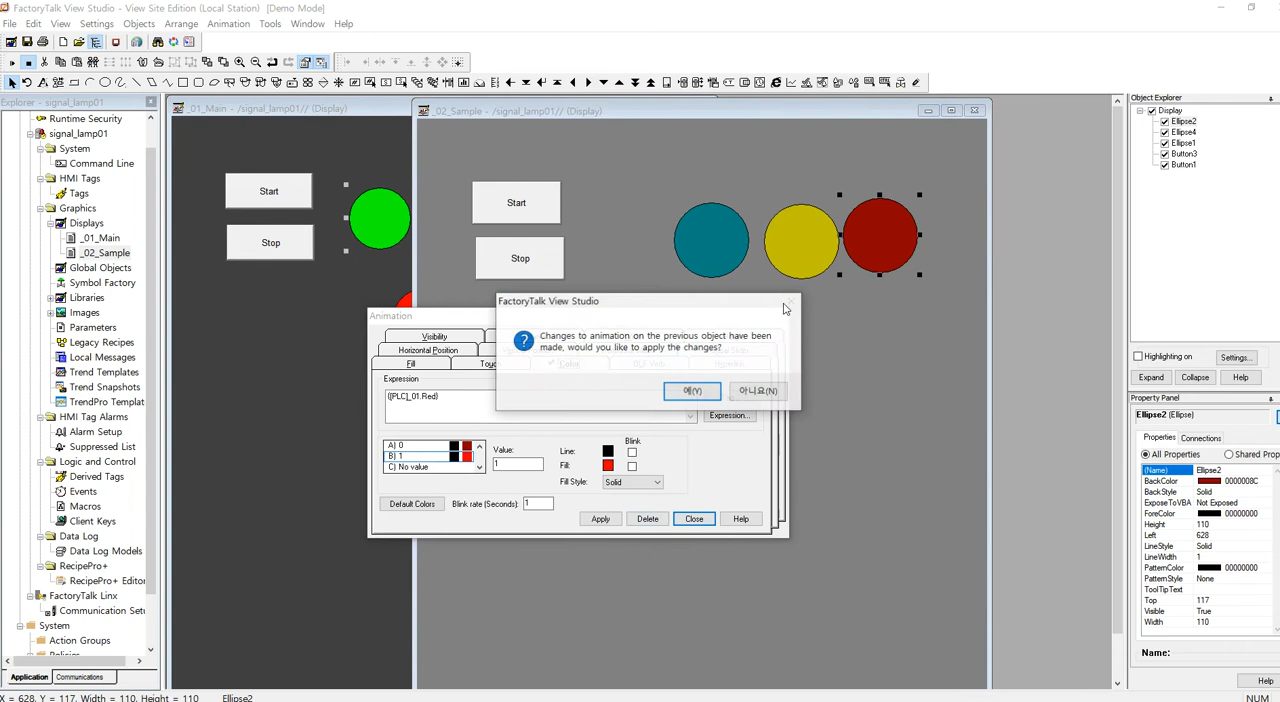 FactoryTalk View Studio - View Site Edition (Local Station)    [Demo Mode]
File Edit View Settings Objects Arrange Animation Tools Window Help
Explorer - signal_lamp01
Runtime Security
signal_lamp01
System
Command Line
HMI Tags
Tags
Graphics
Displays
_01_Main
_02_Sample
Global Objects
Symbol Factory
Libraries
Images
Parameters
Legacy Recipes
Local Messages
Trend Templates
Trend Snapshots
TrendPro Templat
HMI Tag Alarms
Alarm Setup
Suppressed List
Logic and Control
Derived Tags
Events
Macros
Client Keys
Data Log
Data Log Models
RecipePro+
RecipePro+ Editor
FactoryTalk Linx
Communication Setu
System
Action Groups
Application Communications
_01_Main - /signal_lamp01// (Display)
Start
Stop
_02_Sample - /signal_lamp01// (Display)
Start
Stop
Animation
Visibility
Horizontal Position
Fill Touch Color
Expression
{[PLC]_01.Red}
Expression...
A) 0
B) 1
C) No value
Value:
1
Blink
Line:
Fill:
Fill Style: Solid
Default Colors Blink rate (Seconds): 1
Apply Delete Close Help
FactoryTalk View Studio
Changes to animation on the previous object have been
made, would you like to apply the changes?
예(Y) 아니요(N)
Object Explorer
Display
Ellipse2
Ellipse4
Ellipse1
Button3
Button1
Highlighting on Settings...
Expand Collapse Help
Property Panel
Ellipse2 (Ellipse)
Properties Connections
All Properties Shared Prop
(Name) Ellipse2
BackColor 0000008C
BackStyle Solid
ExposeToVBA Not Exposed
ForeColor 00000000
Height 110
Left 628
LineStyle Solid
LineWidth 1
PatternColor 00000000
PatternStyle None
ToolTipText
Top 117
Visible True
Width 110
Name:
Help
X = 628, Y = 117, Width = 110, Height = 110 Ellipse2
NUM